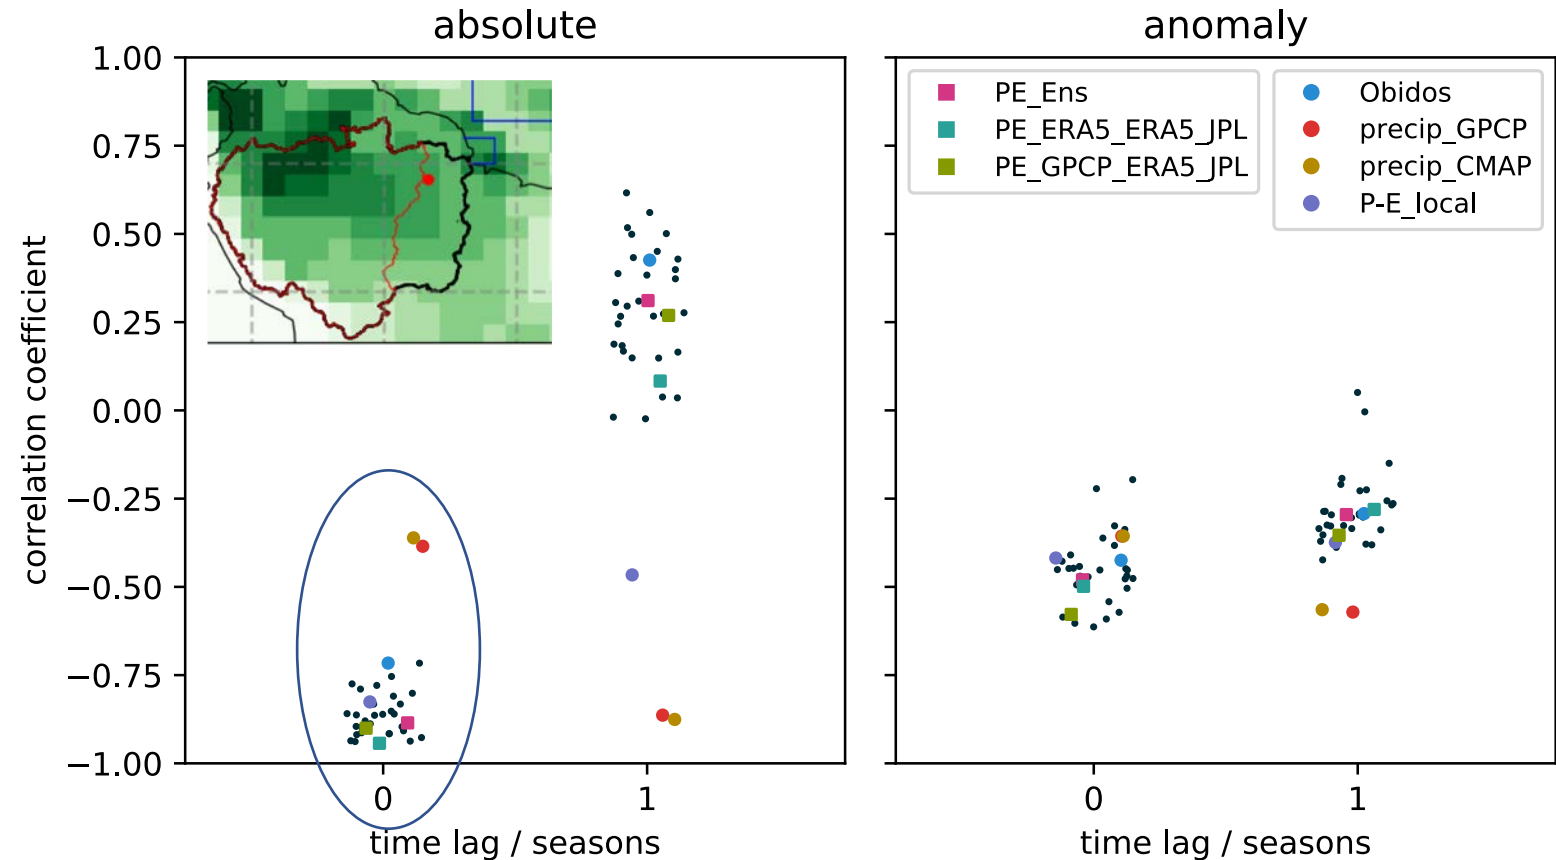 absolute
anomaly
correlation coefficient
1.00
0.75
0.50
0.25
0.00
−0.25
−0.50
−0.75
−1.00
0
1
time lag / seasons
PE_Ens
PE_ERA5_ERA5_JPL
PE_GPCP_ERA5_JPL
Obidos
precip_GPCP
precip_CMAP
P-E_local
0
1
time lag / seasons